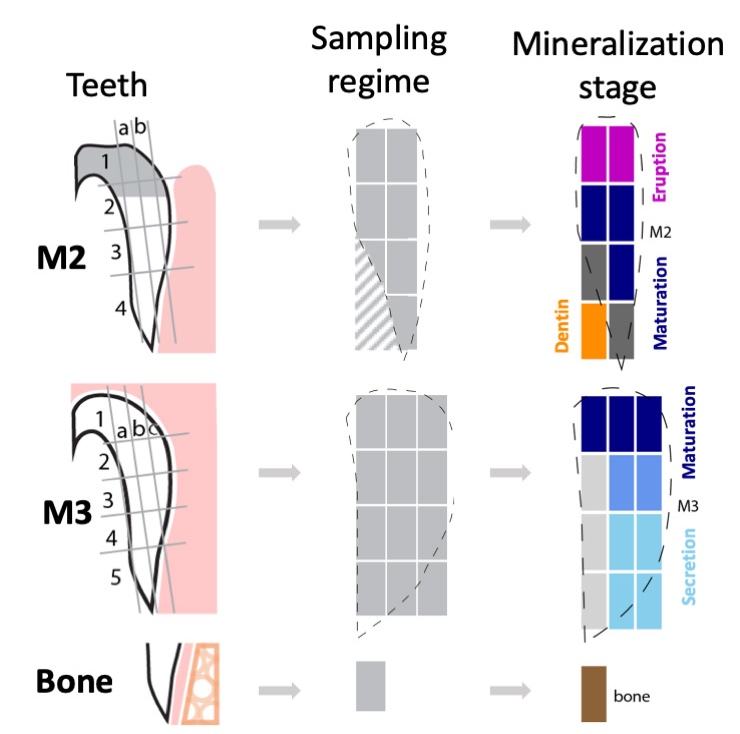 Teeth
Sampling
regime
Mineralization
stage
a b
1
2
3
4
M2
Eruption
M2
Maturation
Dentin
1
a b c
2
3
4
5
M3
Maturation
M3
Secretion
Bone
bone